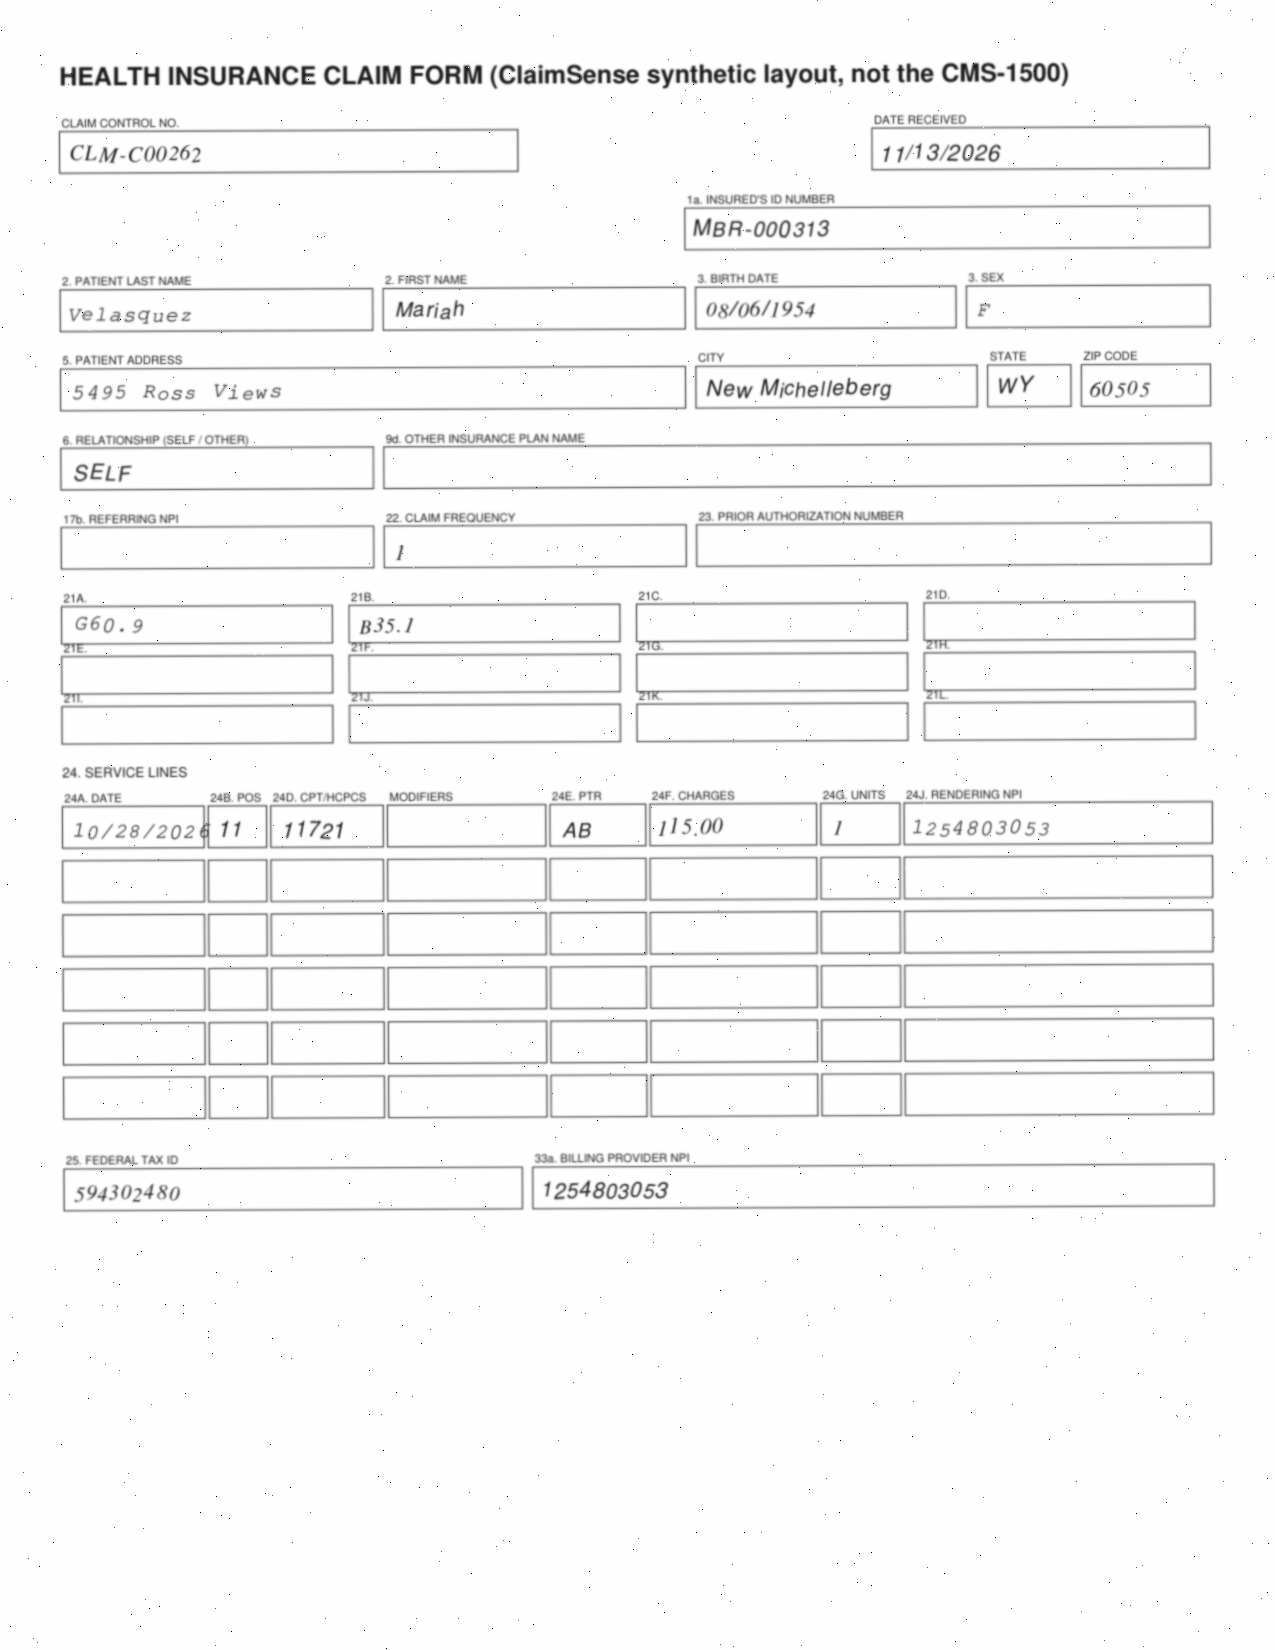 HEALTH INSURANCE CLAIM FORM (ClaimSense synthetic layout, not the CMS-1500)
CLAIM CONTROL NO. DATE RECEIVED
CLM-C00262 11/13/2026
1a. INSURED'S ID NUMBER
MBR-000313
2. PATIENT LAST NAME 2. FIRST NAME 3. BIRTH DATE 3. SEX
Velasquez Mariah 08/06/1954 F
5. PATIENT ADDRESS CITY STATE ZIP CODE
5495 Ross Views New Michelleberg WY 60505
6. RELATIONSHIP (SELF / OTHER) 9d. OTHER INSURANCE PLAN NAME
SELF
17b. REFERRING NPI 22. CLAIM FREQUENCY 23. PRIOR AUTHORIZATION NUMBER
1
21A. 21B. 21C. 21D.
G60.9 B35.1
21E. 21F. 21G. 21H.
21I. 21J. 21K. 21L.
24. SERVICE LINES
24A. DATE 24B. POS 24D. CPT/HCPCS MODIFIERS 24E. PTR 24F. CHARGES 24G. UNITS 24J. RENDERING NPI
10/28/2026 11 11721 AB 115.00 1 1254803053
25. FEDERAL TAX ID 33a. BILLING PROVIDER NPI
594302480 1254803053